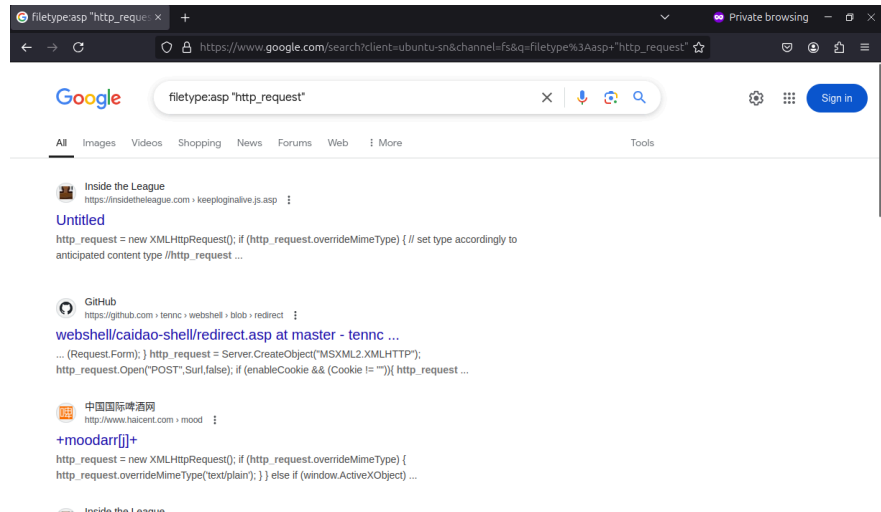 filetype:asp "http_reques
Private browsing
https://www.google.com/search?client=ubuntu-sn&channel=fs&q=filetype%3Aasp+"http_request"
Google
filetype:asp "http_request"
Sign in
All Images Videos Shopping News Forums Web More Tools
Inside the League
https://insidetheleague.com › keeploginalive.js.asp
Untitled
http_request = new XMLHttpRequest(); if (http_request.overrideMimeType) { // set type accordingly to
anticipated content type //http_request ...
GitHub
https://github.com › tennc › webshell › blob › redirect
webshell/caidao-shell/redirect.asp at master - tennc ...
... (Request.Form); } http_request = Server.CreateObject("MSXML2.XMLHTTP");
http_request.Open("POST",Surl,false); if (enableCookie && (Cookie != "")){ http_request ...
中国国际啤酒网
http://www.haicent.com › mood
+moodarr[j]+
http_request = new XMLHttpRequest(); if (http_request.overrideMimeType) {
http_request.overrideMimeType('text/plain'); } } else if (window.ActiveXObject) ...
Inside the League